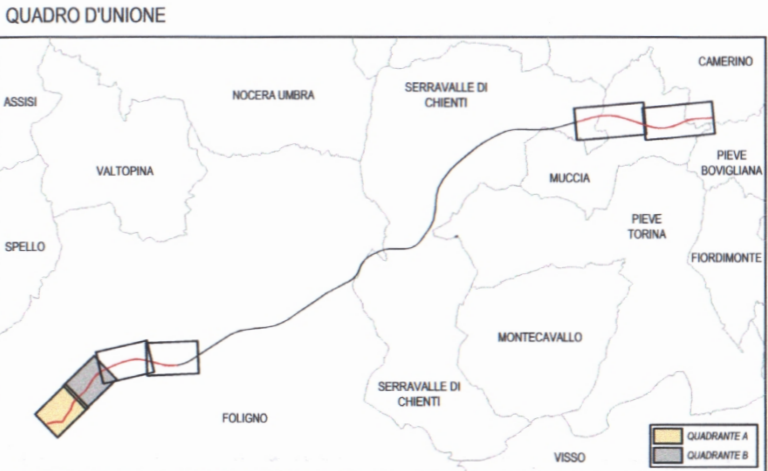 QUADRO D'UNIONE
CAMERINO
SERRAVALLE DI
CHIENTI
NOCERA UMBRA
ASSISI
PIEVE
BOVIGLIANA
VALTOPINA
MUCCIA
PIEVE
TORINA
SPELLO
FIORDIMONTE
MONTECAVALLO
SERRAVALLE DI
CHIENTI
FOLIGNO
QUADRANTE A
QUADRANTE B
VISSO